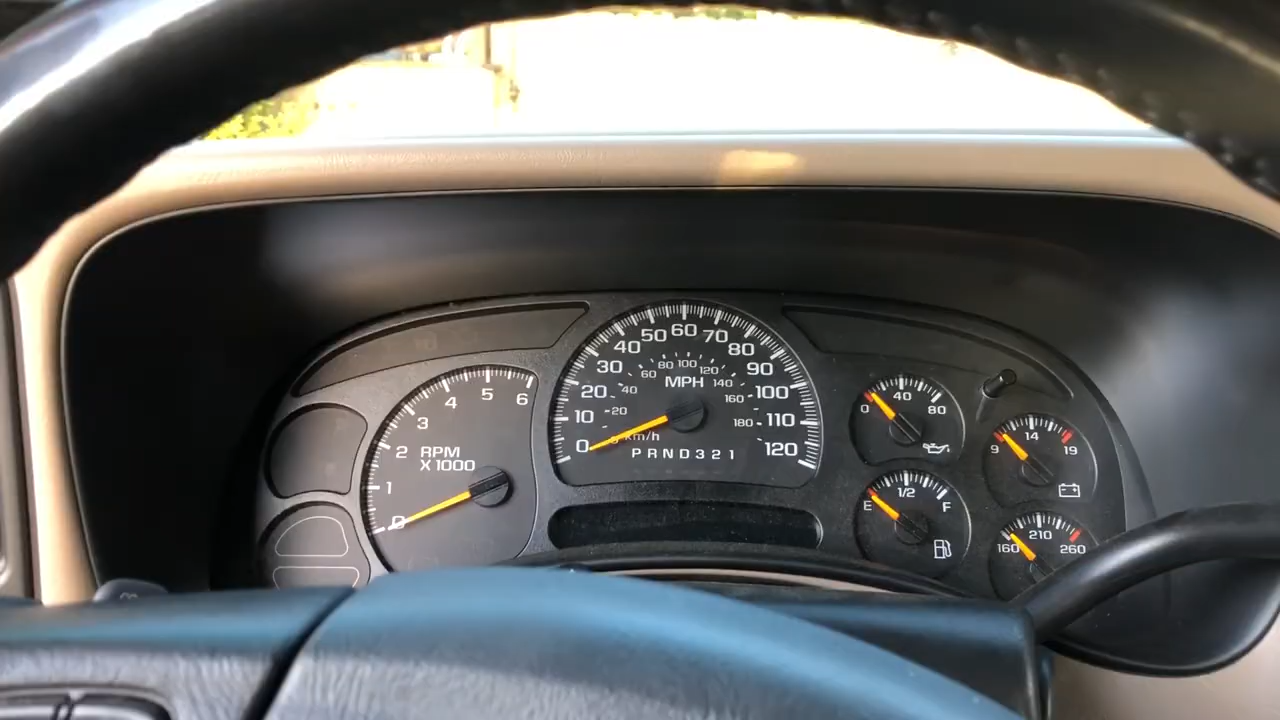 0 1 2 3 4 5 6
RPM
X1000
0 10 20 30 40 50 60 70 80 90 100 110 120
20 40 60 80 100 120 140 160 180
MPH
km/h
PRND321
0 40 80
9 14 19
E 1/2 F
160 210 260